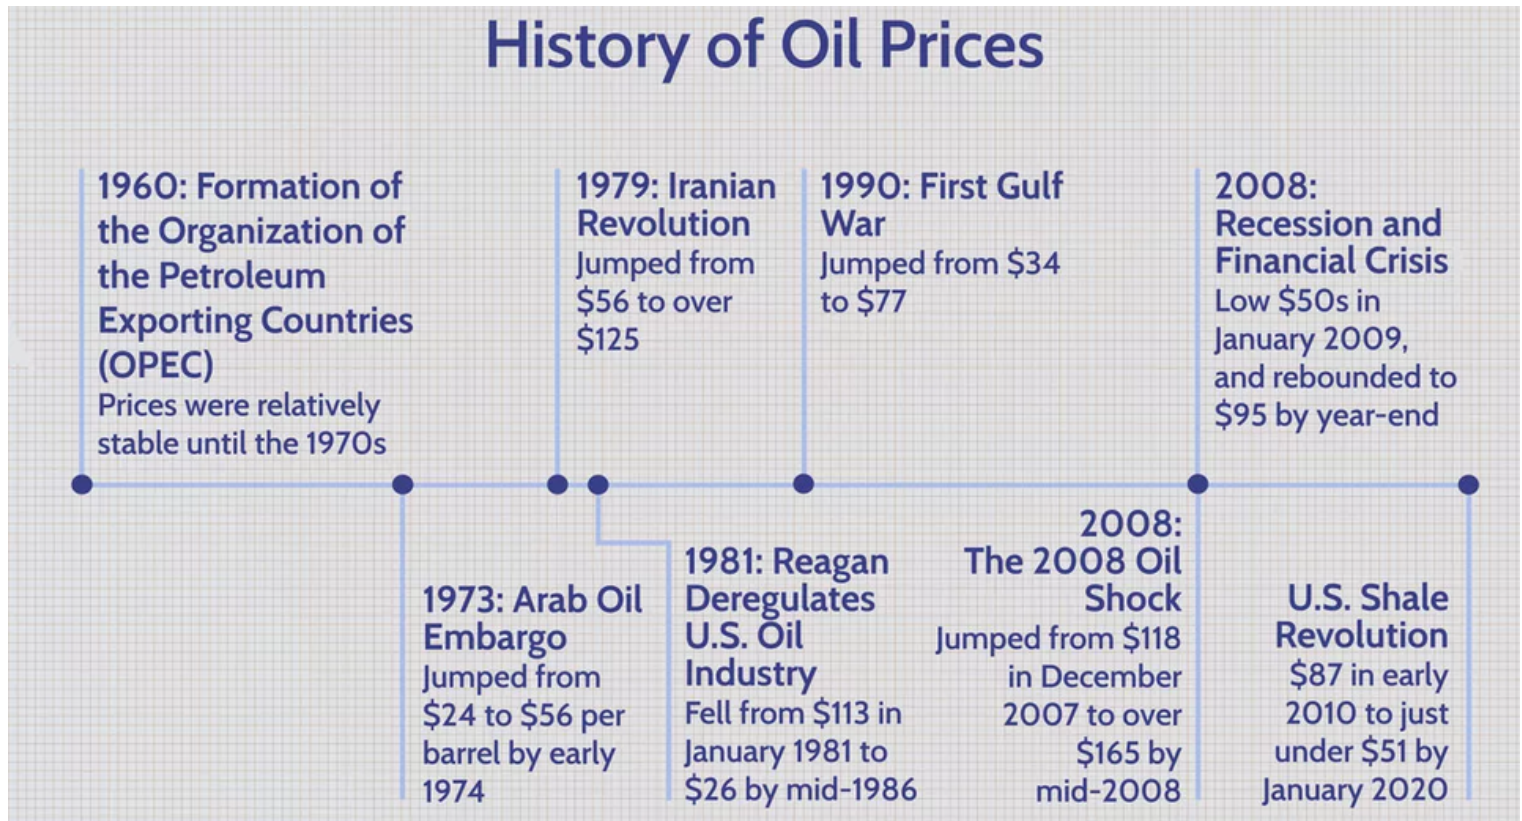 History of Oil Prices
1960: Formation of
the Organization of
the Petroleum
Exporting Countries
(OPEC)
Prices were relatively
stable until the 1970s
1973: Arab Oil
Embargo
Jumped from
$24 to $56 per
barrel by early
1974
1979: Iranian
Revolution
Jumped from
$56 to over
$125
1981: Reagan
Deregulates
U.S. Oil
Industry
Fell from $113 in
January 1981 to
$26 by mid-1986
1990: First Gulf
War
Jumped from $34
to $77
2008:
The 2008 Oil
Shock
Jumped from $118
in December
2007 to over
$165 by
mid-2008
2008:
Recession and
Financial Crisis
Low $50s in
January 2009,
and rebounded to
$95 by year-end
U.S. Shale
Revolution
$87 in early
2010 to just
under $51 by
January 2020